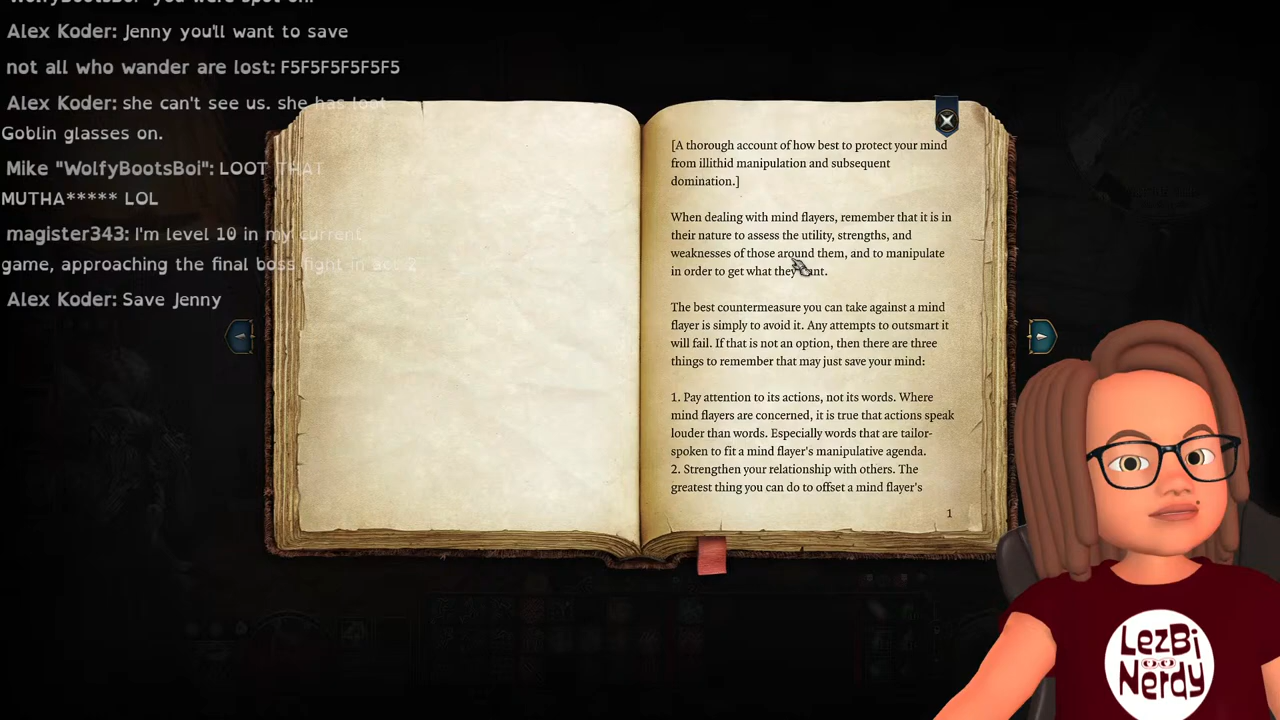 "WolfyBootsBoi" you were spot on!
Alex Koder: Jenny you'll want to save
not all who wander are lost: F5F5F5F5F5F5
Alex Koder: she can't see us. she has loot
Goblin glasses on.
Mike "WolfyBootsBoi": LOOT THAT
MUTHA***** LOL
magister343: I'm level 10 in my current
game, approaching the final boss fight in act 2
Alex Koder: Save Jenny
[A thorough account of how best to protect your mind
from illithid manipulation and subsequent
domination.]
When dealing with mind flayers, remember that it is in
their nature to assess the utility, strengths, and
weaknesses of those around them, and to manipulate
in order to get what they want.
The best countermeasure you can take against a mind
flayer is simply to avoid it. Any attempts to outsmart it
will fail. If that is not an option, then there are three
things to remember that may just save your mind:
1. Pay attention to its actions, not its words. Where
mind flayers are concerned, it is true that actions speak
louder than words. Especially words that are tailor-
spoken to fit a mind flayer's manipulative agenda.
2. Strengthen your relationship with others. The
greatest thing you can do to offset a mind flayer's
1
LezBi
Nerdy